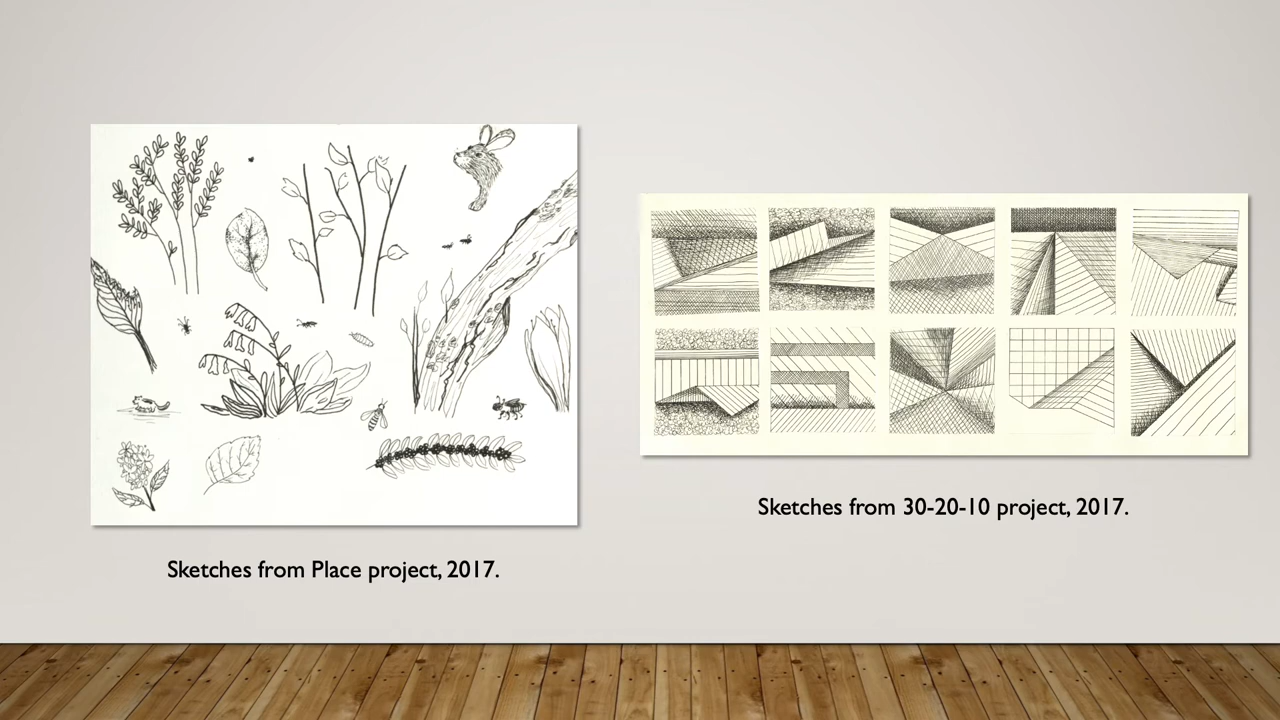 Sketches from Place project, 2017.
Sketches from 30-20-10 project, 2017.